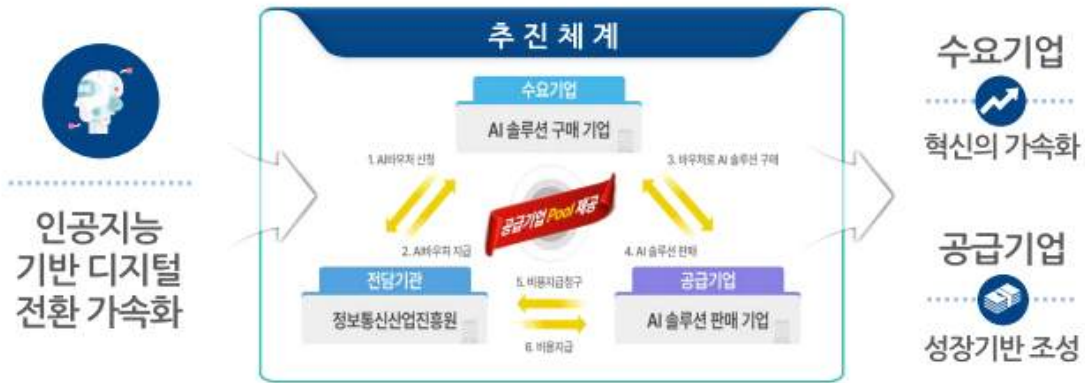 인공지능
기반 디지털
전환 가속화
추진체계
수요기업
AI 솔루션 구매 기업
1. AI바우처 신청
3. 바우처로 AI 솔루션 구매
공급기업 Pool 제공
2. AI바우처 지급
4. AI 솔루션 판매
전담기관
정보통신산업진흥원
5. 비용지급청구
6. 비용지급
공급기업
AI 솔루션 판매 기업
수요기업
혁신의 가속화
공급기업
성장기반 조성